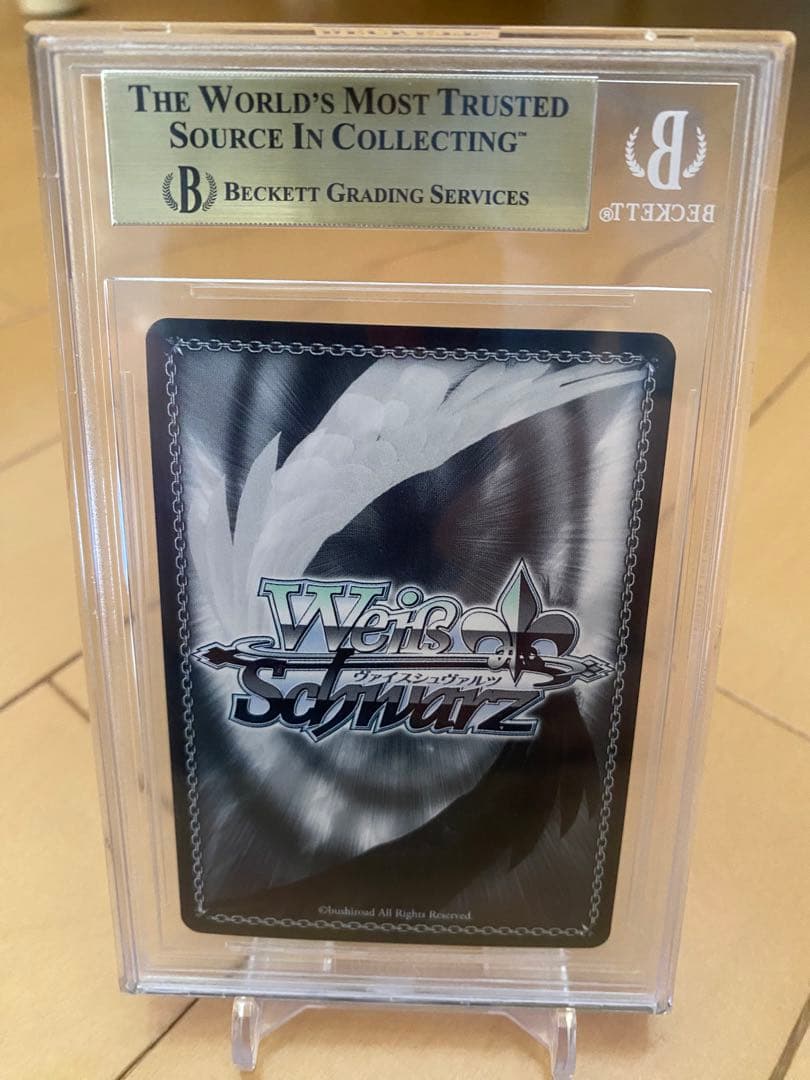 THE WORLD'S MOST TRUSTED
SOURCE IN COLLECTING™
B BECKETT GRADING SERVICES
B
BECKETT®
Weiß
ヴァイスシュヴァルツ
Schwarz
©bushiroad All Rights Reserved